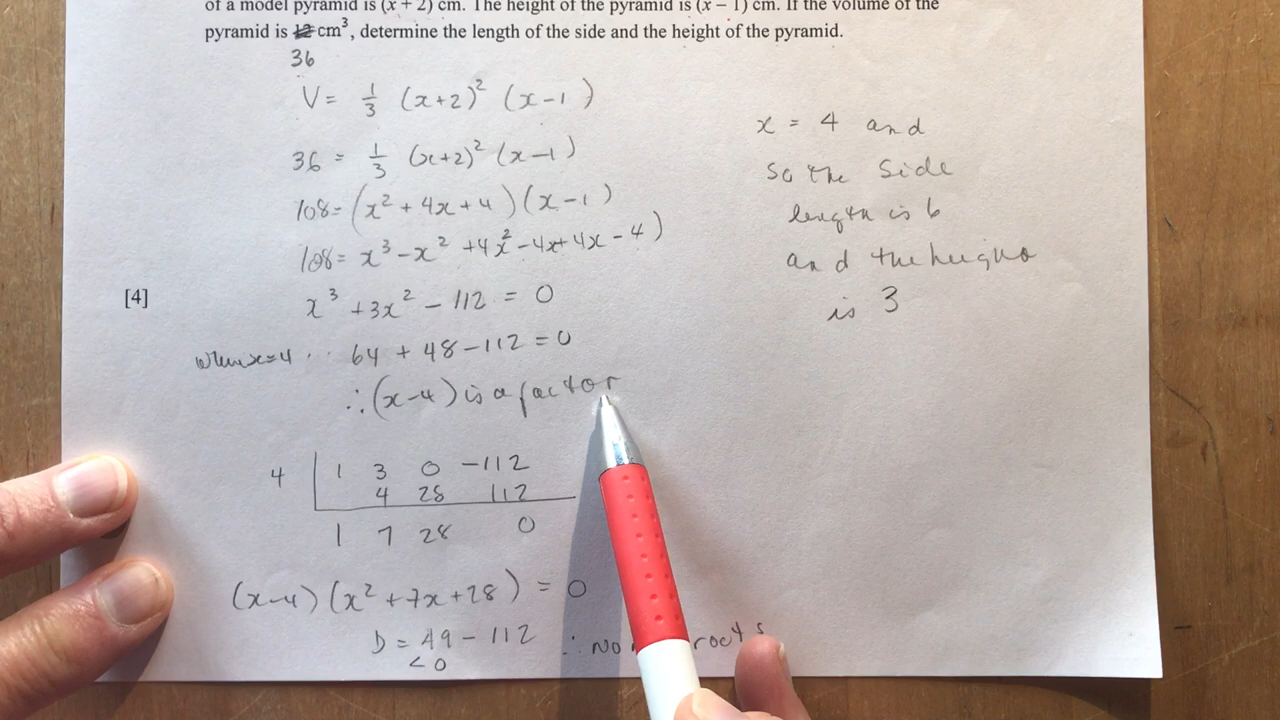 of a model pyramid is (x + 2) cm. The height of the pyramid is (x – 1) cm. If the volume of the
pyramid is 12 cm³, determine the length of the side and the height of the pyramid.
36
V = 1/3 (x+2)² (x-1)
36 = 1/3 (x+2)² (x-1)
108 = (x² + 4x + 4)(x-1)
108 = x³ - x² + 4x² - 4x + 4x - 4)
[4]
x³ + 3x² - 112 = 0
when x=4 .. 64 + 48 - 112 = 0
∴ (x-4) is a factor
4 | 1 3 0 -112
4 28 112
1 7 28 0
(x-4)(x² + 7x + 28) = 0
D = 49 - 112 ∴ no roots
< 0
x = 4 and
so the side
length is 6
and the height
is 3